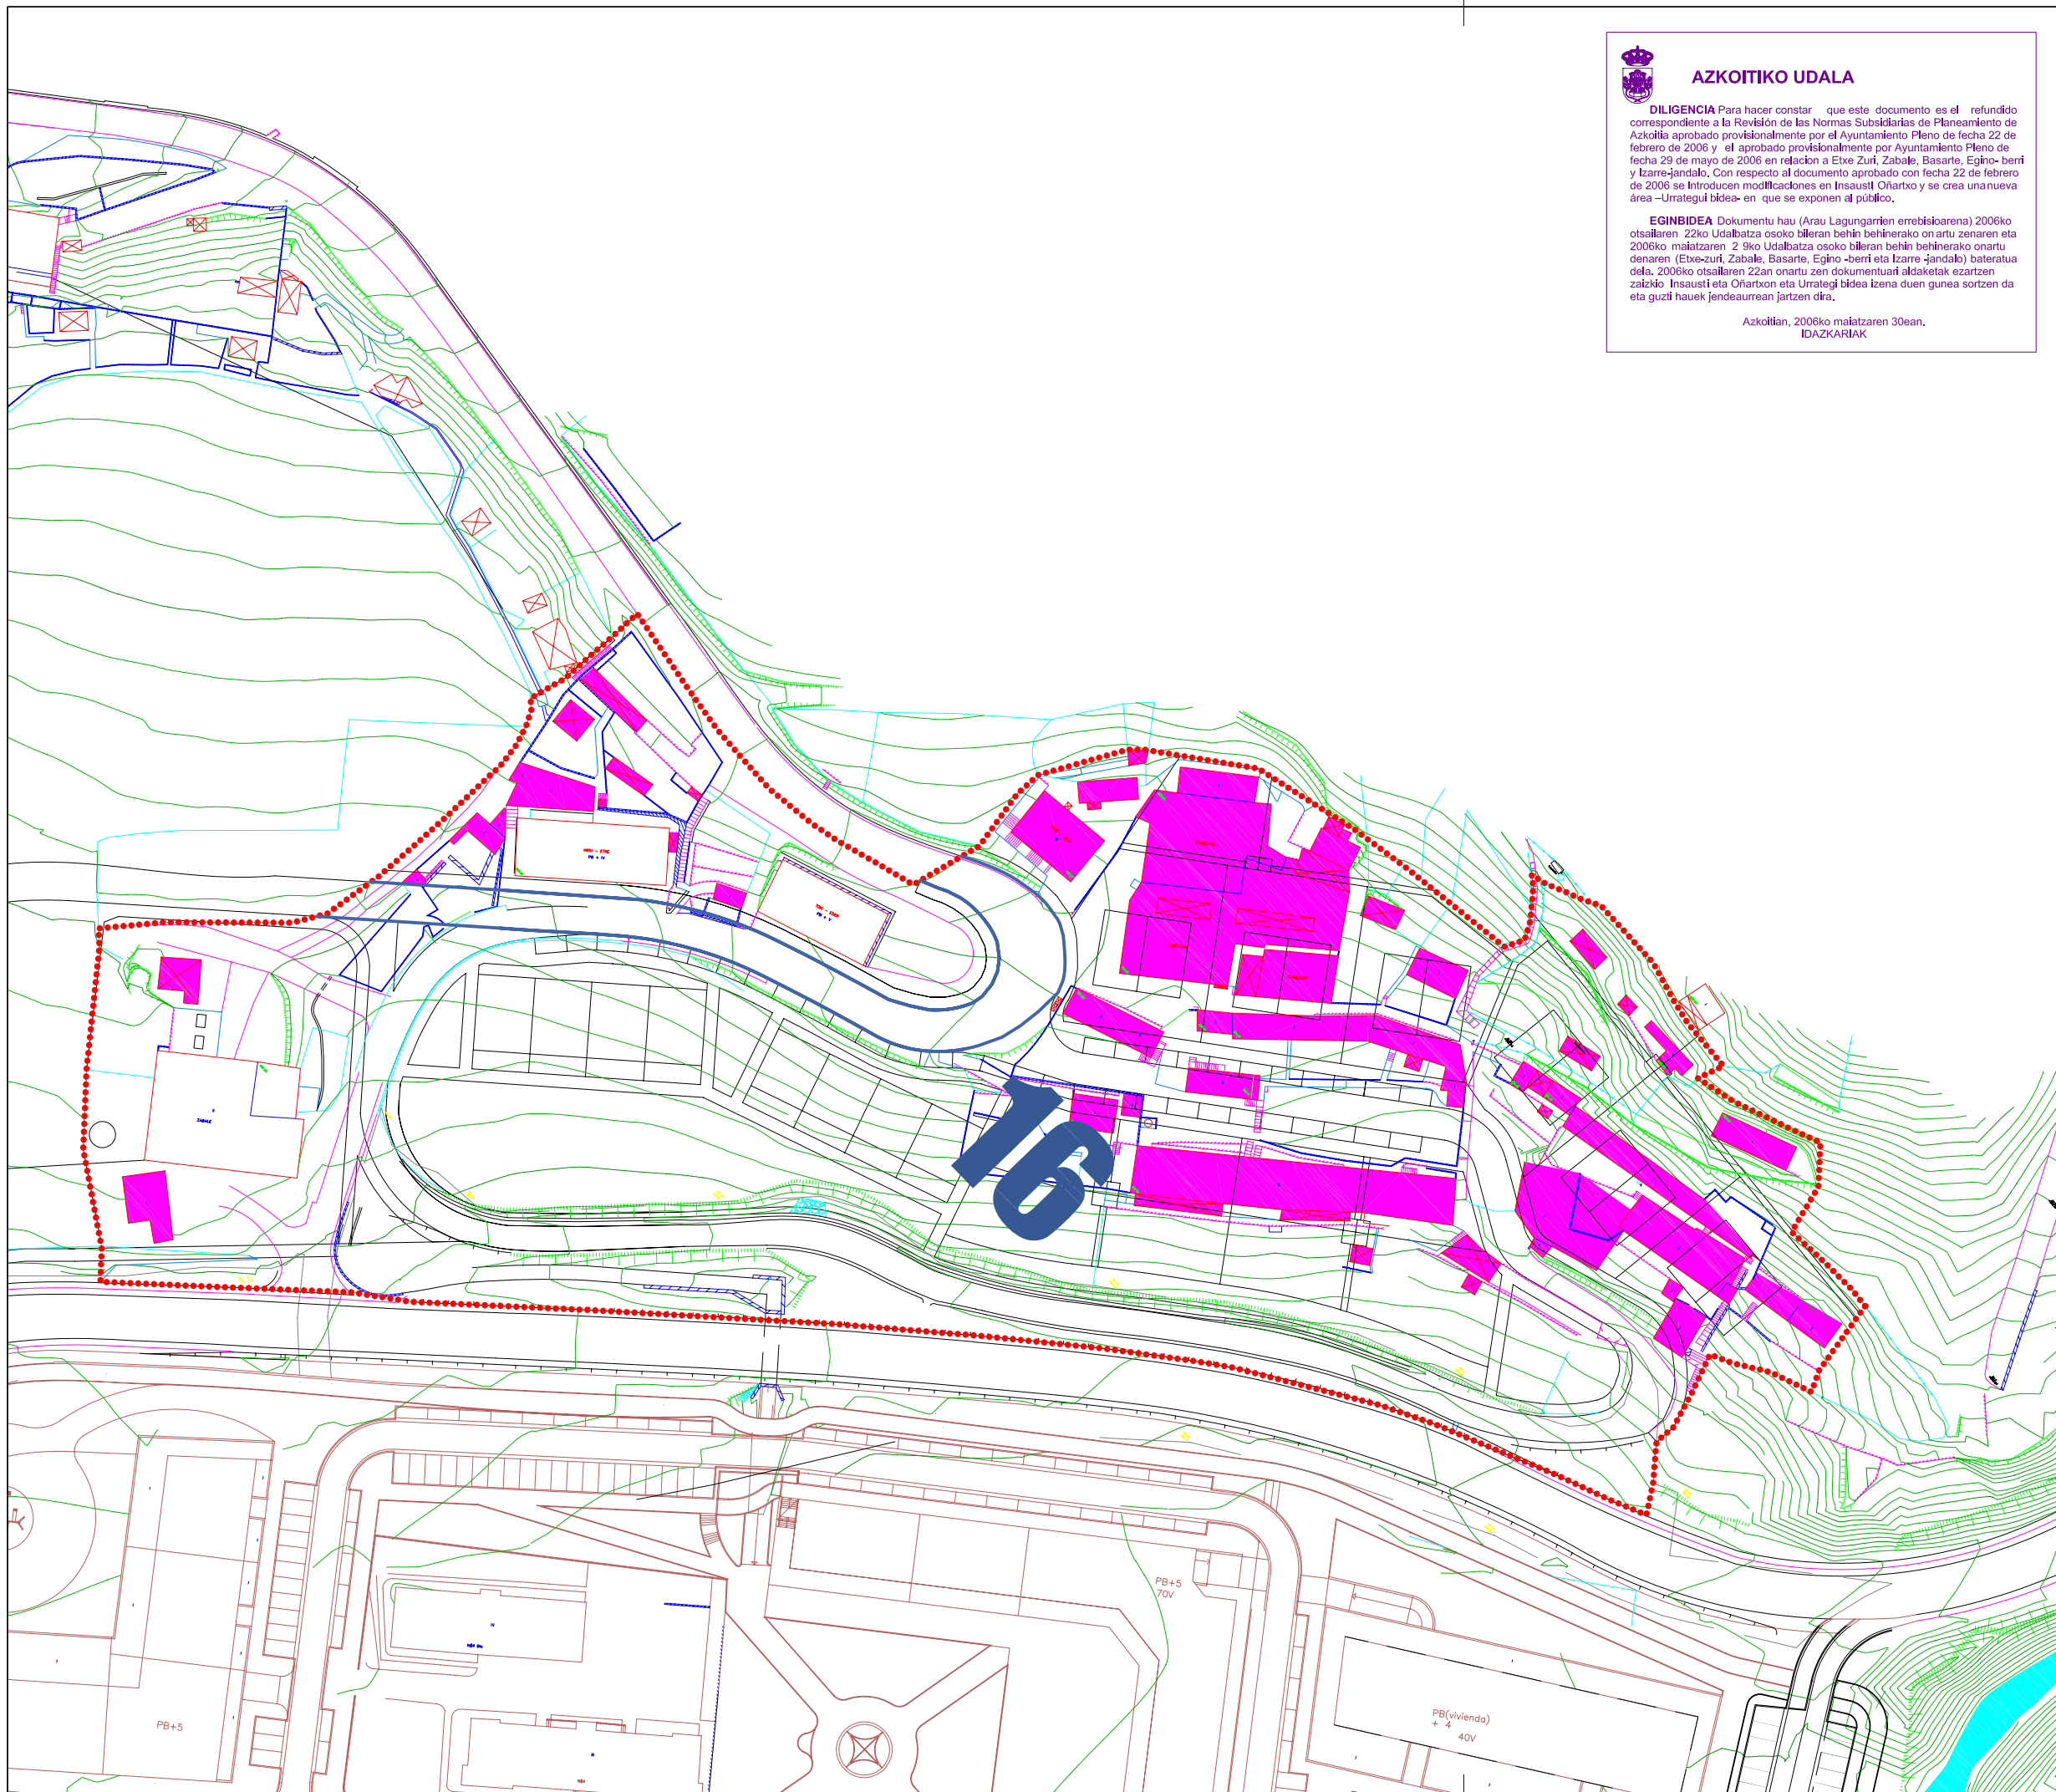 AZKOITIKO UDALA
DILIGENCIA Para hacer constar que este documento es el refundido
correspondiente a la Revisión de las Normas Subsidiarias de Planeamiento de
Azkoitia aprobado provisionalmente por el Ayuntamiento Pleno de fecha 22 de
febrero de 2006 y el aprobado provisionalmente por Ayuntamiento Pleno de
fecha 29 de mayo de 2006 en relacion a Etxe Zuri, Zabale, Basarte, Egino- berri
y Izarre-jandalo. Con respecto al documento aprobado con fecha 22 de febrero
de 2006 se introducen modificaciones en Insausti, Oñartxo y se crea una nueva
área –Urrategui bidea- en que se exponen al público.
EGINBIDEA Dokumentu hau (Arau Lagungarrien errebisioarena) 2006ko
otsailaren 22ko Udalbatza osoko bileran behin behinerako on artu zenaren eta
2006ko maiatzaren 2 9ko Udalbatza osoko bileran behin behinerako onartu
denaren (Etxe-zuri, Zabale, Basarte, Egino -berri eta Izarre -jandalo) bateratua
dela. 2006ko otsailaren 22an onartu zen dokumentuari aldaketak ezartzen
zaizkio Insausti eta Oñartxon eta Urrategi bidea izena duen gunea sortzen da
eta guzti hauek jendeaurrean jartzen dira.
Azkoitian, 2006ko maiatzaren 30ean.
IDAZKARIAK
PB + IV
PB + V
ZABALE
16
PB+5
70V
PB+5
PB(vivienda)
+ 4
40V